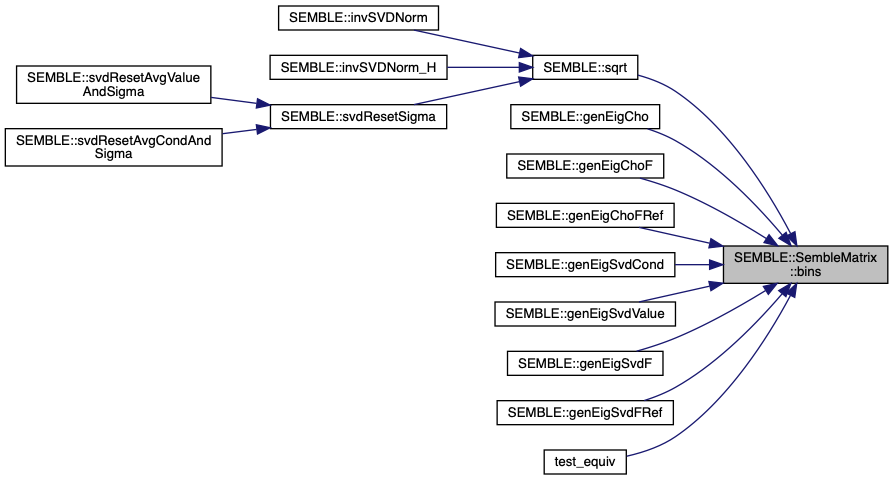 SEMBLE::invSVDNorm
SEMBLE::invSVDNorm_H
SEMBLE::sqrt
SEMBLE::svdResetAvgValue
AndSigma
SEMBLE::svdResetSigma
SEMBLE::svdResetAvgCondAnd
Sigma
SEMBLE::genEigCho
SEMBLE::genEigChoF
SEMBLE::genEigChoFRef
SEMBLE::genEigSvdCond
SEMBLE::SembleMatrix
::bins
SEMBLE::genEigSvdValue
SEMBLE::genEigSvdF
SEMBLE::genEigSvdFRef
test_equiv